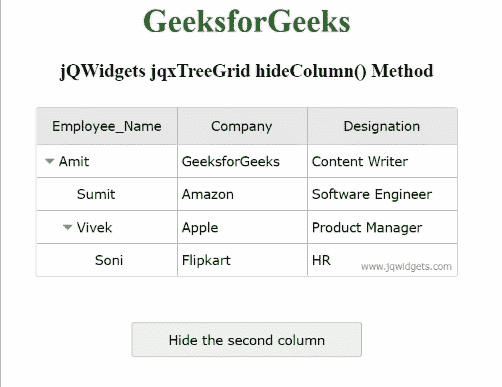 GeeksforGeeks
jQWidgets jqxTreeGrid hideColumn() Method
Employee_Name Company Designation
Amit GeeksforGeeks Content Writer
Sumit Amazon Software Engineer
Vivek Apple Product Manager
Soni Flipkart HR
www.jqwidgets.com
Hide the second column